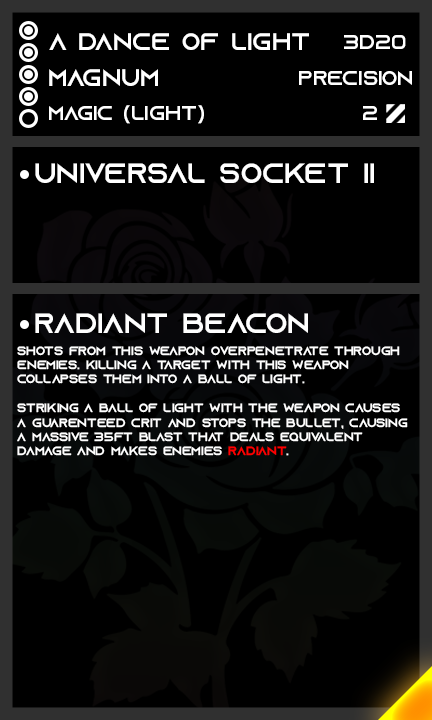 A DANCE OF LIGHT 3D20
MAGNUM PRECISION
MAGIC (LIGHT) 2
•UNIVERSAL SOCKET II
•RADIANT BEACON
SHOTS FROM THIS WEAPON OVERPENETRATE THROUGH
ENEMIES. KILLING A TARGET WITH THIS WEAPON
COLLAPSES THEM INTO A BALL OF LIGHT.
STRIKING A BALL OF LIGHT WITH THE WEAPON CAUSES
A GUARENTEED CRIT AND STOPS THE BULLET, CAUSING
A MASSIVE 35FT BLAST THAT DEALS EQUIVALENT
DAMAGE AND MAKES ENEMIES RADIANT.